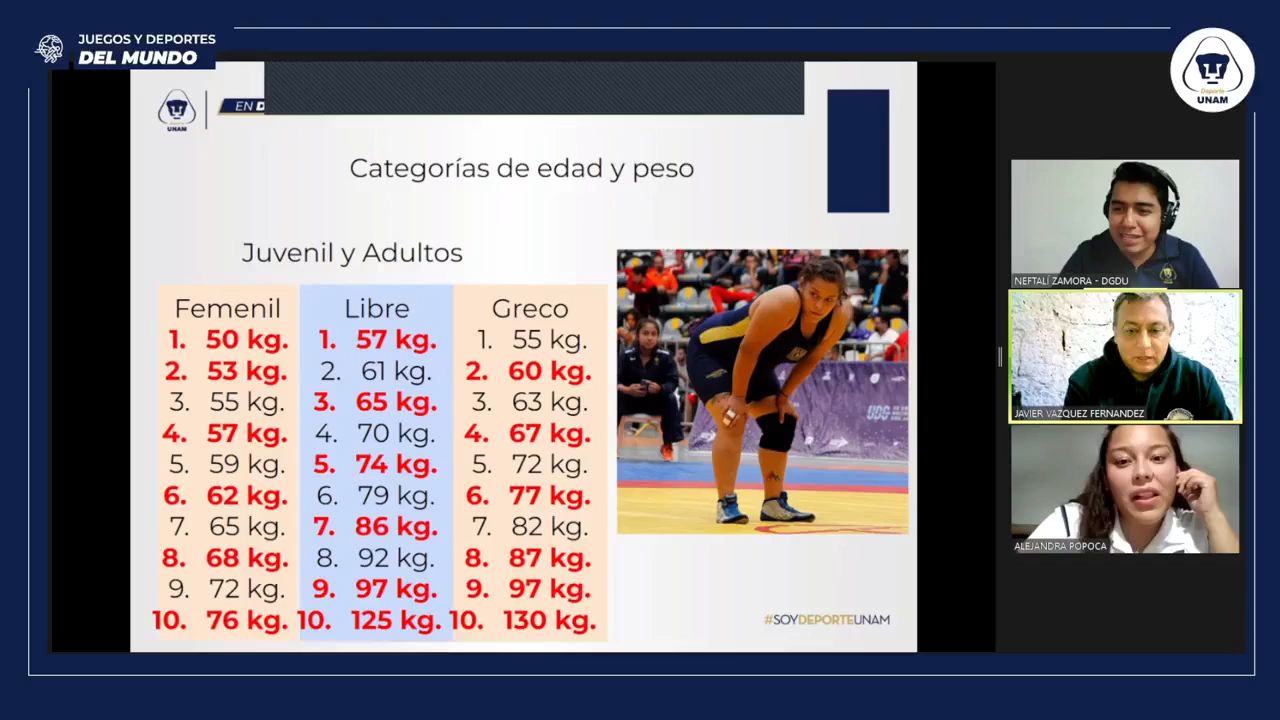 JUEGOS Y DEPORTES
DEL MUNDO
Deporte
UNAM
UNAM
EN D
Categorías de edad y peso
Juvenil y Adultos
Femenil
1. 50 kg.
2. 53 kg.
3. 55 kg.
4. 57 kg.
5. 59 kg.
6. 62 kg.
7. 65 kg.
8. 68 kg.
9. 72 kg.
10. 76 kg.
Libre
1. 57 kg.
2. 61 kg.
3. 65 kg.
4. 70 kg.
5. 74 kg.
6. 79 kg.
7. 86 kg.
8. 92 kg.
9. 97 kg.
10. 125 kg.
Greco
1. 55 kg.
2. 60 kg.
3. 63 kg.
4. 67 kg.
5. 72 kg.
6. 77 kg.
7. 82 kg.
8. 87 kg.
9. 97 kg.
10. 130 kg.
UDG
#SOYDEPORTEUNAM
NEFTALÍ ZAMORA - DGDU
JAVIER VAZQUEZ FERNANDEZ
ALEJANDRA POPOCA